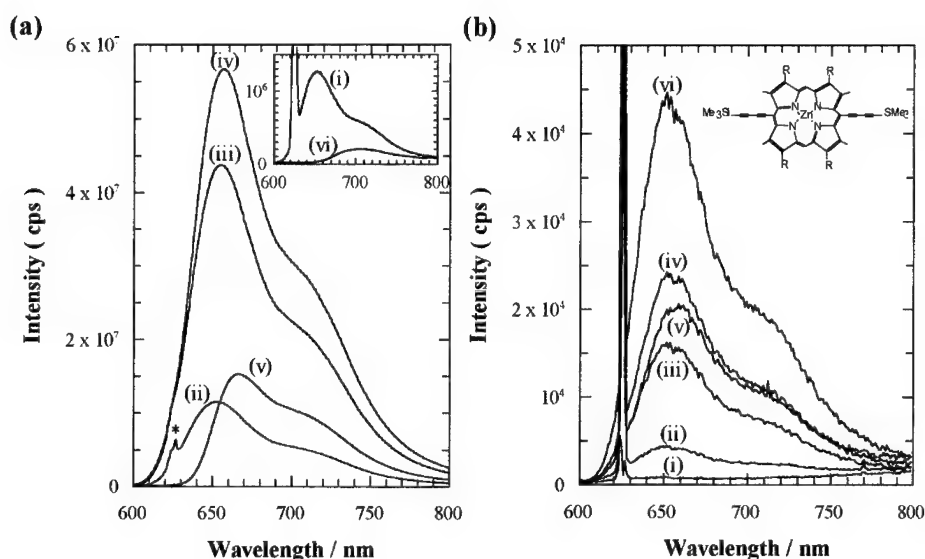 (a)
(b)
6 x 10⁷
4 x 10⁷
2 x 10⁷
0
Intensity ( cps )
(iv)
(iii)
(v)
(ii)
*
10⁶
0
(i)
(vi)
600
700
800
600
650
700
750
800
Wavelength / nm
5 x 10⁴
4 x 10⁴
3 x 10⁴
2 x 10⁴
10⁴
0
Intensity ( cps )
(vi)
(iv)
(v)
(iii)
(ii)
(i)
R
R
Me₃Si
N
N
Zn
N
N
R
R
600
650
700
750
800
Wavelength / nm